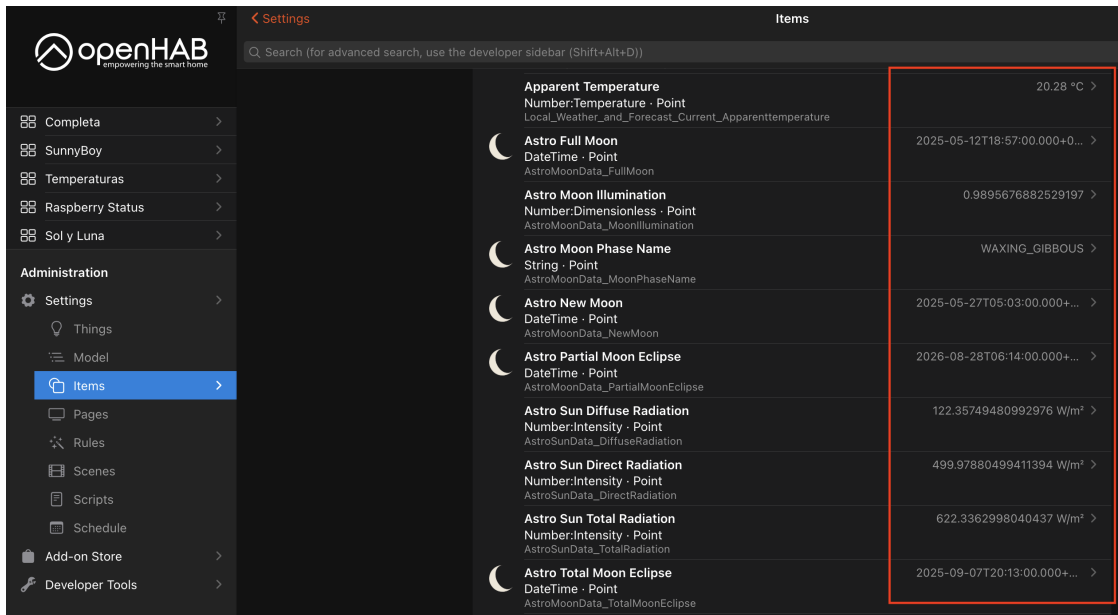 openHAB
empowering the smart home
Completa
SunnyBoy
Temperaturas
Raspberry Status
Sol y Luna
Administration
Settings
Things
Model
Items
Pages
Rules
Scenes
Scripts
Schedule
Add-on Store
Developer Tools
Settings
Items
Search (for advanced search, use the developer sidebar (Shift+Alt+D))
Apparent Temperature
20.28 °C
Number:Temperature · Point
Local_Weather_and_Forecast_Current_Apparenttemperature
Astro Full Moon
2025-05-12T18:57:00.000+0...
DateTime · Point
AstroMoonData_FullMoon
Astro Moon Illumination
0.9895676882529197
Number:Dimensionless · Point
AstroMoonData_MoonIllumination
Astro Moon Phase Name
WAXING_GIBBOUS
String · Point
AstroMoonData_MoonPhaseName
Astro New Moon
2025-05-27T05:03:00.000+...
DateTime · Point
AstroMoonData_NewMoon
Astro Partial Moon Eclipse
2026-08-28T06:14:00.000+...
DateTime · Point
AstroMoonData_PartialMoonEclipse
Astro Sun Diffuse Radiation
122.35749480992976 W/m²
Number:Intensity · Point
AstroSunData_DiffuseRadiation
Astro Sun Direct Radiation
499.97880499411394 W/m²
Number:Intensity · Point
AstroSunData_DirectRadiation
Astro Sun Total Radiation
622.3362998040437 W/m²
Number:Intensity · Point
AstroSunData_TotalRadiation
Astro Total Moon Eclipse
2025-09-07T20:13:00.000+...
DateTime · Point
AstroMoonData_TotalMoonEclipse